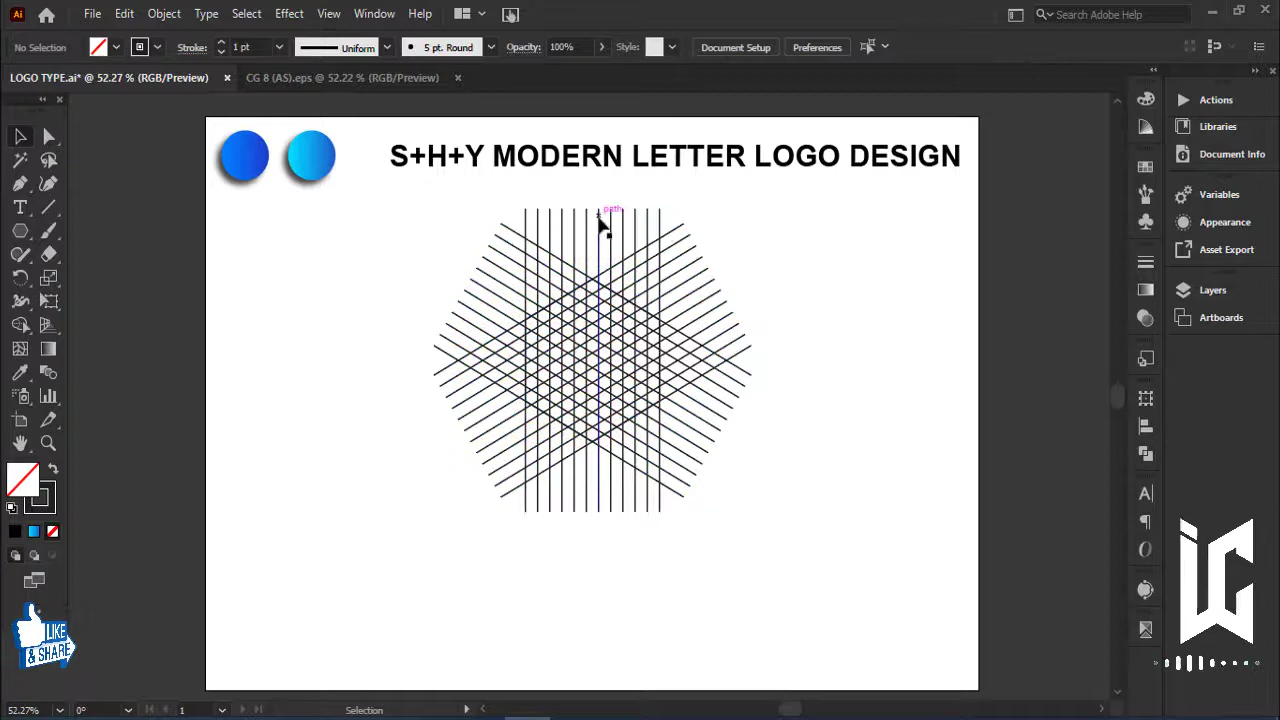 Ai File Edit Object Type Select Effect View Window Help Search Adobe Help
No Selection Stroke: 1 pt Uniform 5 pt. Round Opacity: 100% Style: Document Setup Preferences
LOGO TYPE.ai* @ 52.27 % (RGB/Preview) × CG 8 (AS).eps @ 52.22 % (RGB/Preview) ×
S+H+Y MODERN LETTER LOGO DESIGN
path
Actions
Libraries
Document Info
Variables
Appearance
Asset Export
Layers
Artboards
LIKE
& SHARE
52.27% 0° 1 Selection